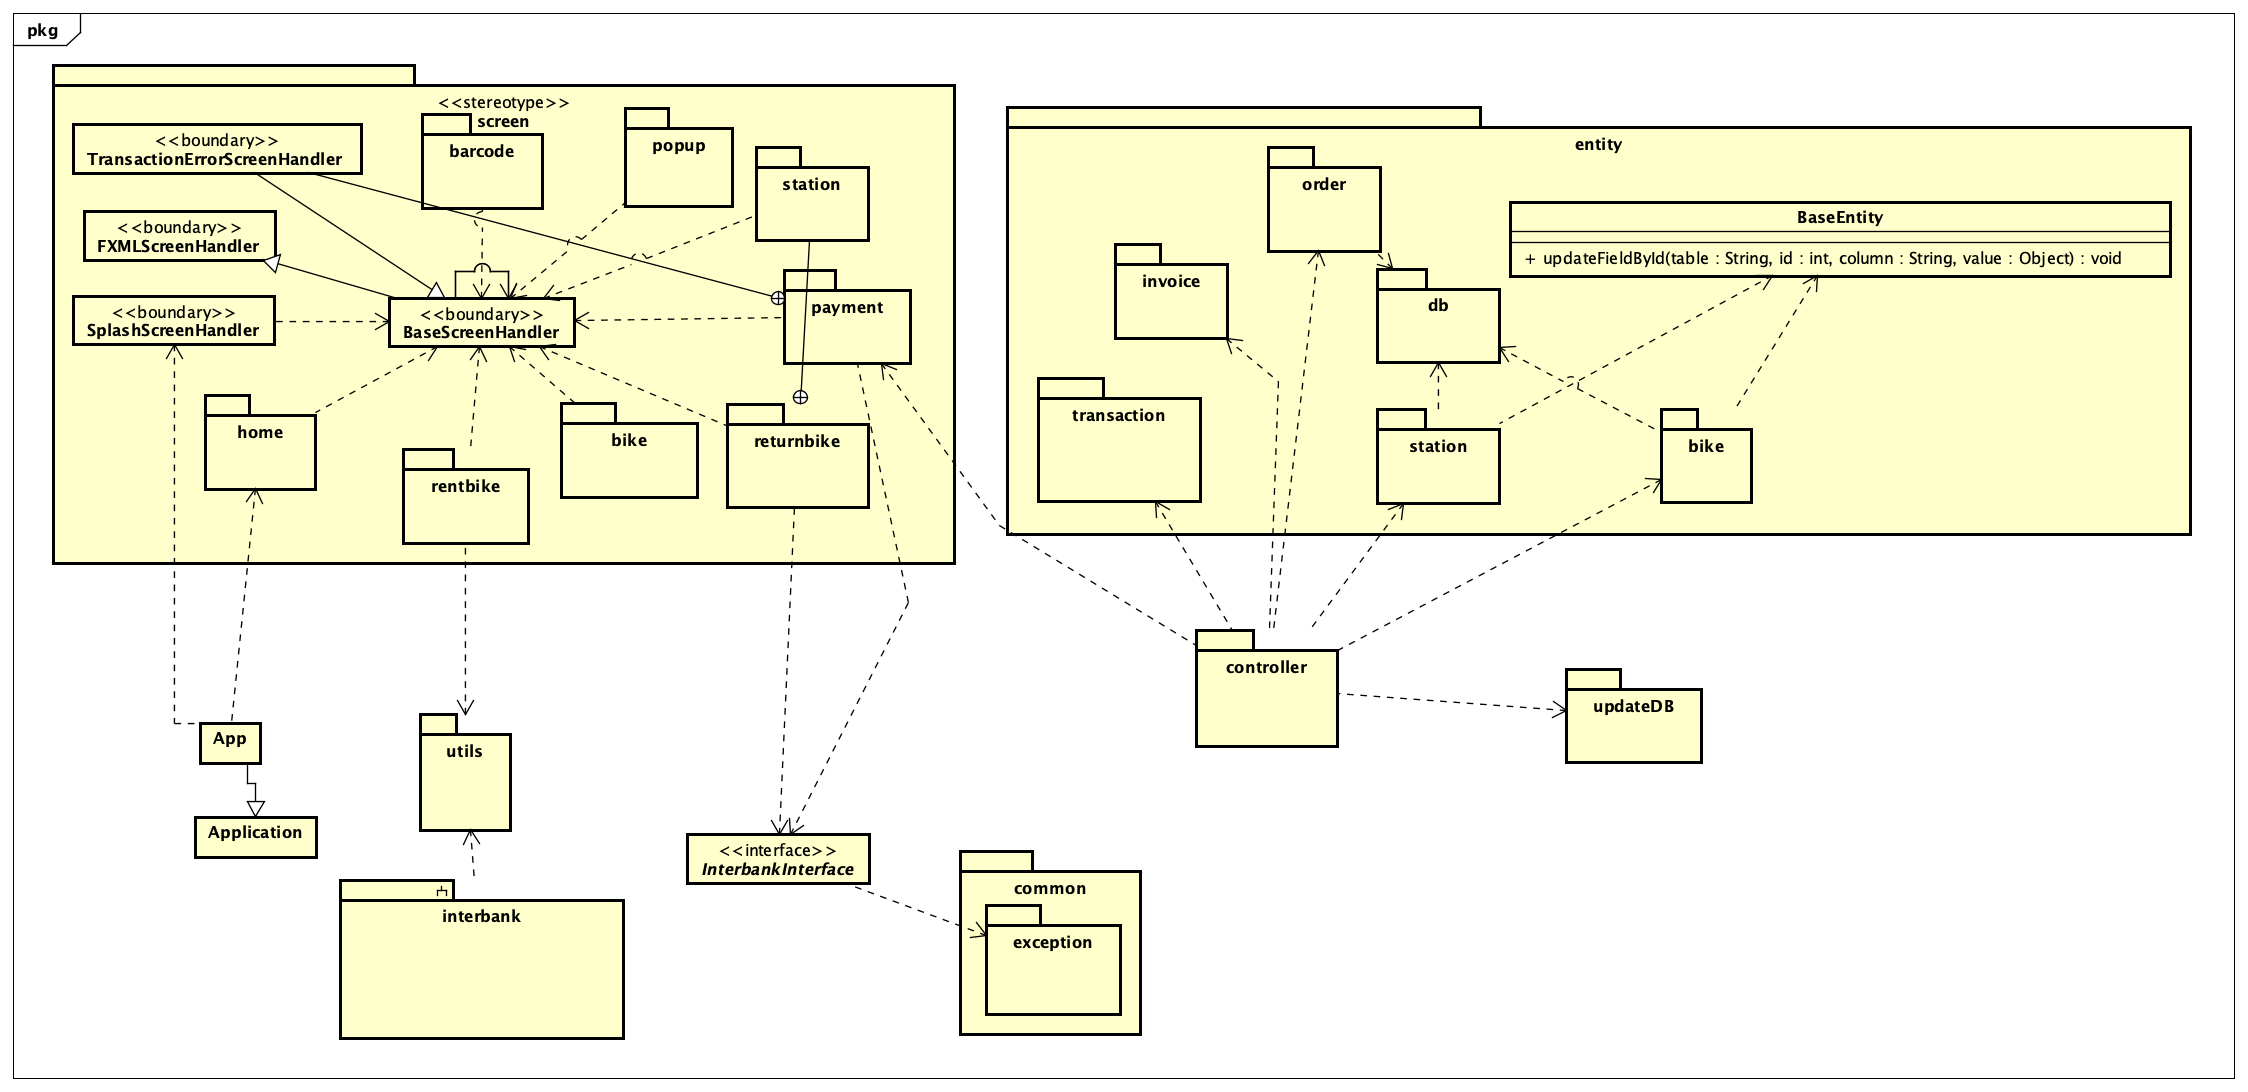 pkg
<<stereotype>>
screen
<<boundary>>
TransactionErrorScreenHandler
barcode
popup
station
<<boundary>>
FXMLScreenHandler
<<boundary>>
SplashScreenHandler
<<boundary>>
BaseScreenHandler
payment
home
rentbike
bike
returnbike
entity
order
BaseEntity
+ updateFieldById(table : String, id : int, column : String, value : Object) : void
invoice
db
transaction
station
bike
controller
updateDB
App
Application
utils
interbank
<<interface>>
InterbankInterface
common
exception